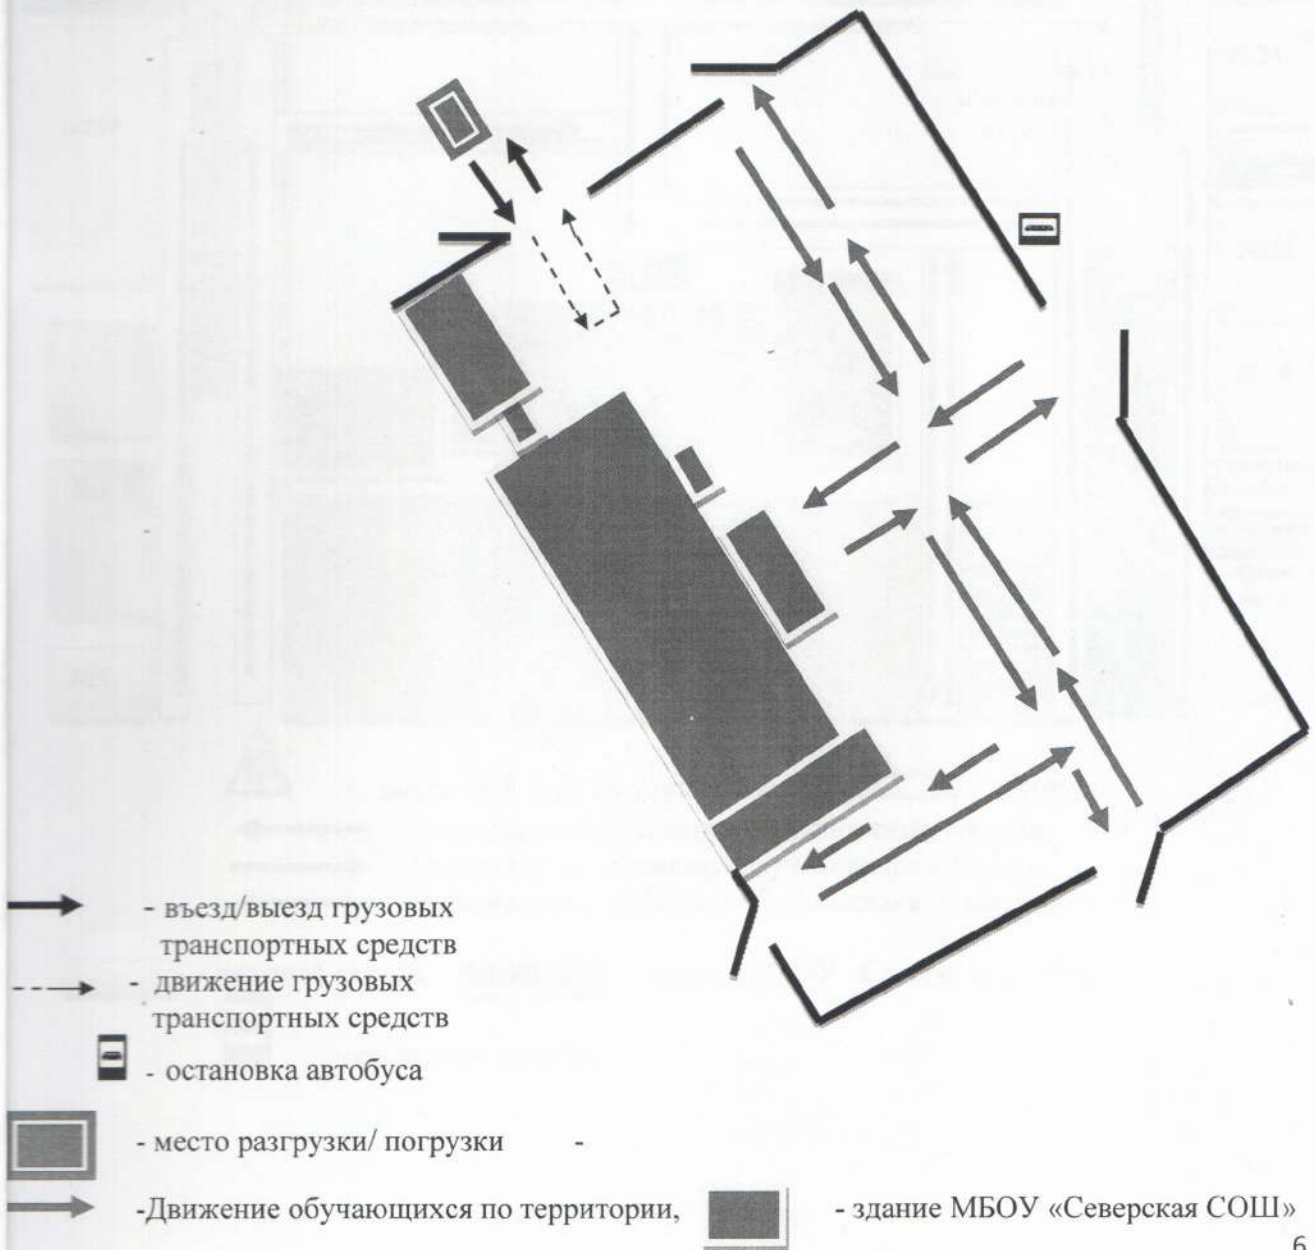 - въезд/выезд грузовых
транспортных средств
- движение грузовых
транспортных средств
- остановка автобуса
- место разгрузки/ погрузки -
-Движение обучающихся по территории,
- здание МБОУ «Северская СОШ»
6